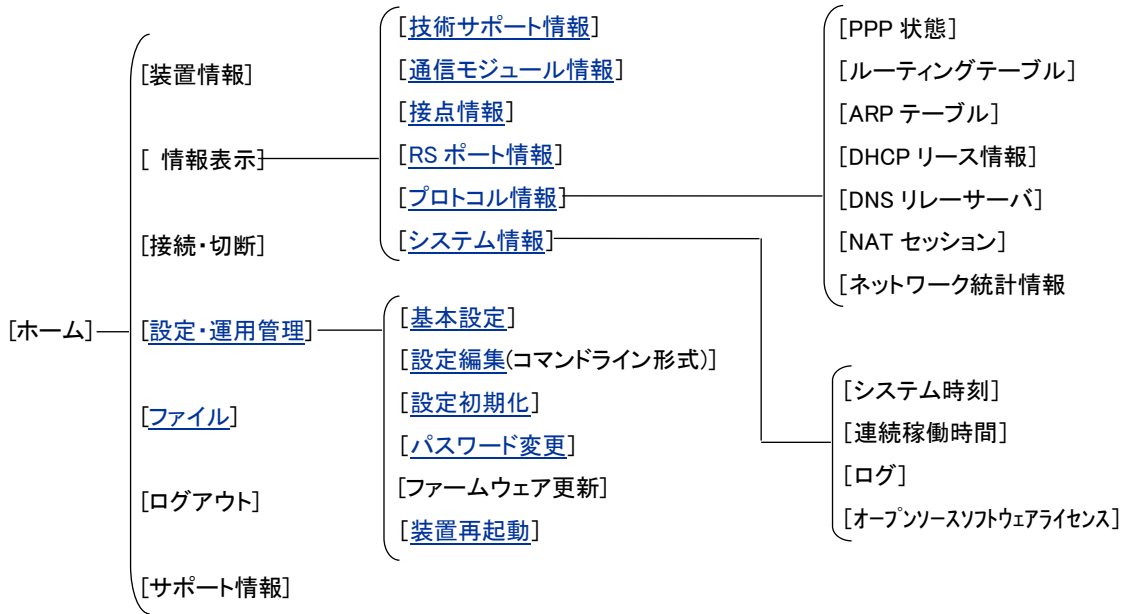 [ホーム]
[装置情報]
[ 情報表示]
[接続・切断]
[設定・運用管理]
[ファイル]
[ログアウト]
[サポート情報]
[技術サポート情報]
[通信モジュール情報]
[接点情報]
[RS ポート情報]
[プロトコル情報]
[システム情報]
[基本設定]
[設定編集(コマンドライン形式)]
[設定初期化]
[パスワード変更]
[ファームウェア更新]
[装置再起動]
[PPP 状態]
[ルーティングテーブル]
[ARP テーブル]
[DHCP リース情報]
[DNS リレーサーバ]
[NAT セッション]
[ネットワーク統計情報
[システム時刻]
[連続稼働時間]
[ログ]
[オープンソースソフトウェアライセンス]